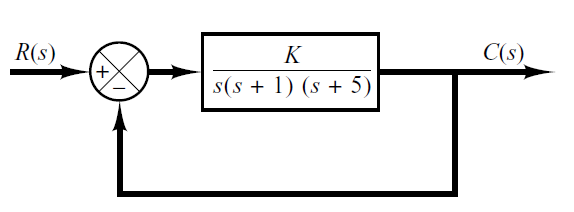 R(s)
+
−
K
s(s + 1) (s + 5)
C(s)